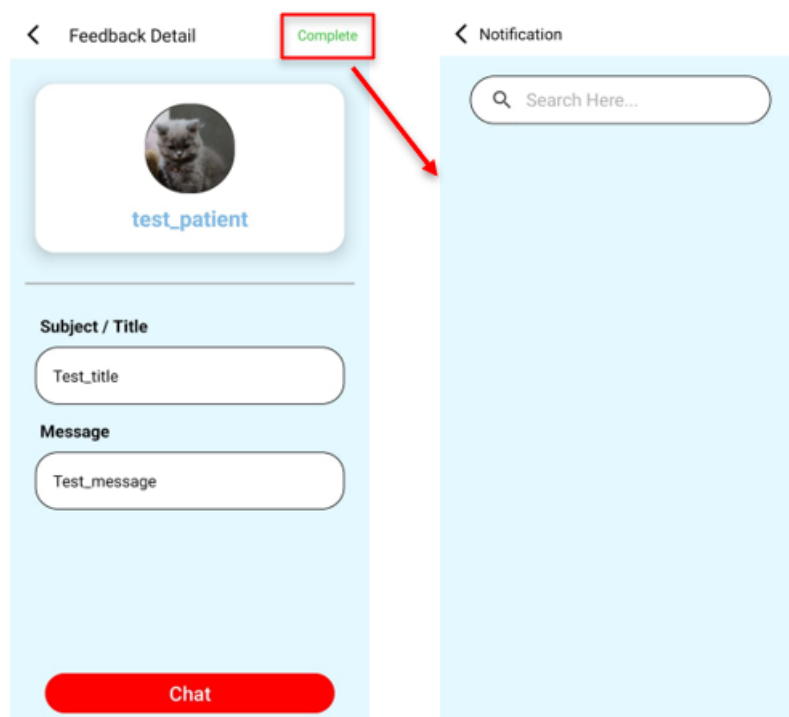 Feedback Detail
Complete
test_patient
Subject / Title
Test_title
Message
Test_message
Chat
Notification
Search Here...